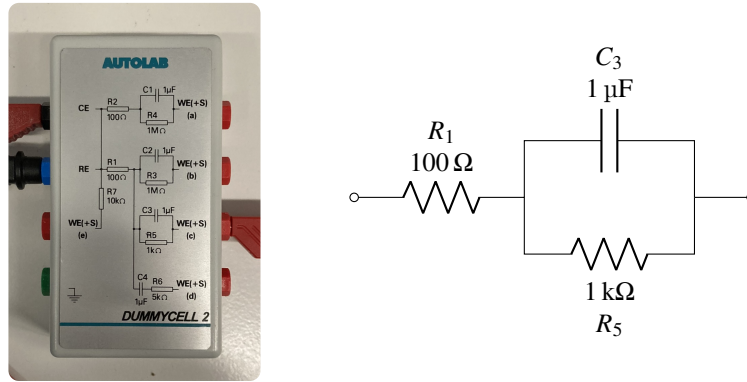 AUTOLAB
C1 1µF
CE R2 WE(+S)
100Ω R4 (a)
1MΩ
C2 1µF
RE R1 WE(+S)
100Ω R3 (b)
1MΩ
R7
10kΩ
C3 1µF
WE(+S) WE(+S)
(e) R5 (c)
1kΩ
C4 R6 WE(+S)
1µF 5kΩ (d)
DUMMYCELL 2
C₃
1 µF
R₁
100 Ω
1 kΩ
R₅